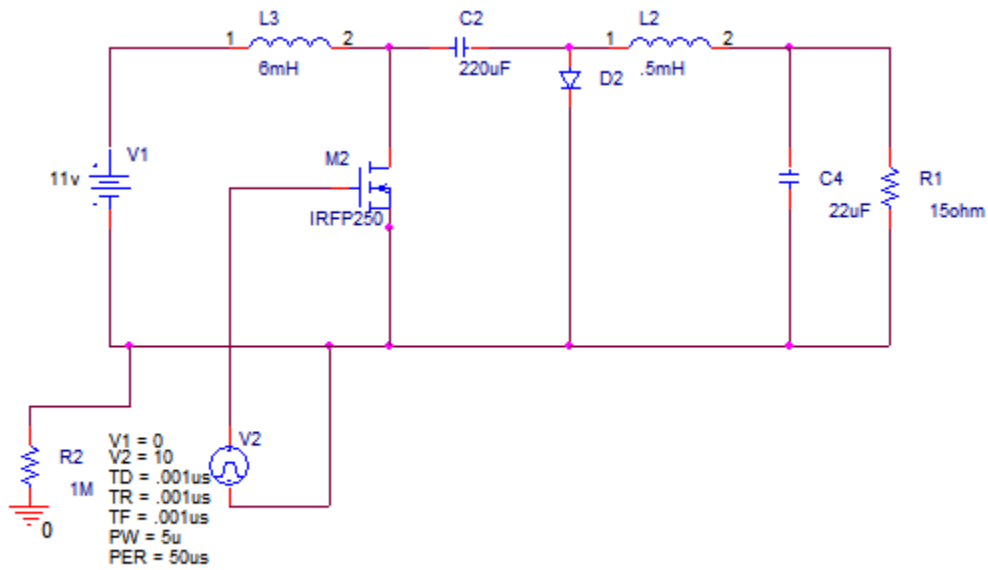 L3
1 2
6mH
C2
220uF
L2
1 2
.5mH
D2
V1
11v
M2
IRFP250
C4
22uF
R1
15ohm
R2
1M
0
V2
V1 = 0
V2 = 10
TD = .001us
TR = .001us
TF = .001us
PW = 5u
PER = 50us